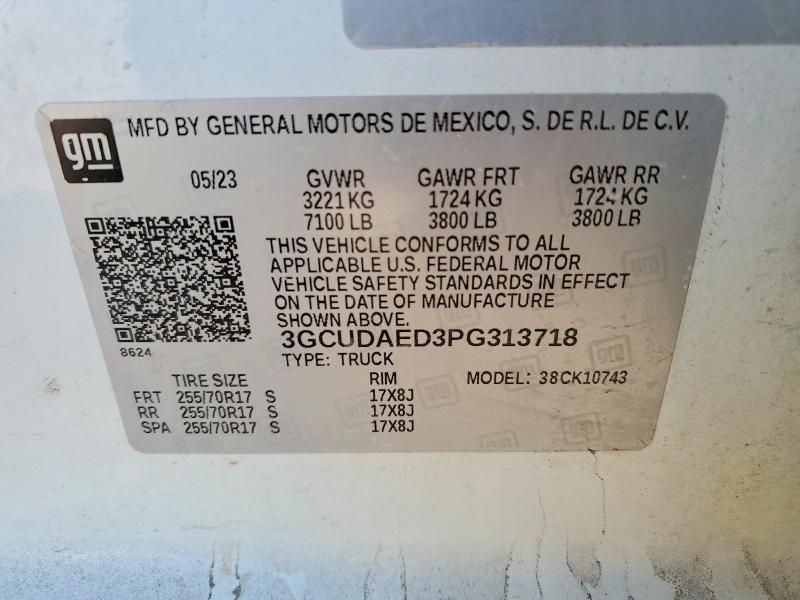 gm MFD BY GENERAL MOTORS DE MEXICO, S. DE R.L. DE C.V.
05/23 GVWR GAWR FRT GAWR RR
3221 KG 1724 KG 1724 KG
7100 LB 3800 LB 3800 LB
THIS VEHICLE CONFORMS TO ALL
APPLICABLE U.S. FEDERAL MOTOR
VEHICLE SAFETY STANDARDS IN EFFECT
ON THE DATE OF MANUFACTURE
SHOWN ABOVE.
8624 3GCUDAED3PG313718
TYPE: TRUCK
TIRE SIZE RIM MODEL: 38CK10743
FRT 255/70R17 S 17X8J
RR 255/70R17 S 17X8J
SPA 255/70R17 S 17X8J